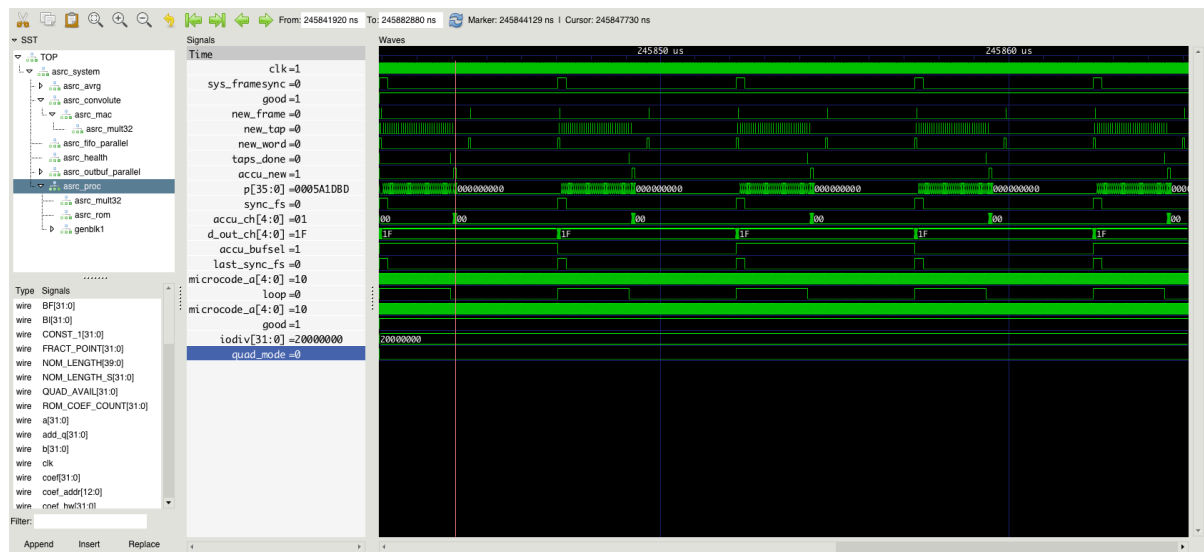 From: 245841920 ns To: 245882880 ns Marker: 245844129 ns | Cursor: 245847730 ns
SST
TOP
asrc_system
asrc_avrg
asrc_convolute
asrc_mac
asrc_mult32
asrc_fifo_parallel
asrc_health
asrc_outbuf_parallel
asrc_proc
asrc_mult32
asrc_rom
genblk1
Type Signals
wire BF[31:0]
wire BI[31:0]
wire CONST_1[31:0]
wire FRACT_POINT[31:0]
wire NOM_LENGTH[39:0]
wire NOM_LENGTH_S[31:0]
wire QUAD_AVAIL[31:0]
wire ROM_COEF_COUNT[31:0]
wire a[31:0]
wire add_q[31:0]
wire b[31:0]
wire clk
wire coef[31:0]
wire coef_addr[12:0]
wire coef_hw[31:0]
Filter:
Append Insert Replace
Signals
Time
clk=1
sys_framesync=0
good=1
new_frame=0
new_tap=0
new_word=0
taps_done=0
accu_new=1
p[35:0]=0005A1DBD
sync_fs=0
accu_ch[4:0]=01
d_out_ch[4:0]=1F
accu_bufsel=1
last_sync_fs=0
microcode_a[4:0]=10
loop=0
microcode_a[4:0]=10
good=1
iodiv[31:0]=20000000
quad_mode=0
Waves
245850 us 245860 us
000000000 000000000 000000000 000000000 0000
00 00 00 00 00 00
1F 1F 1F 1F 1F
20000000